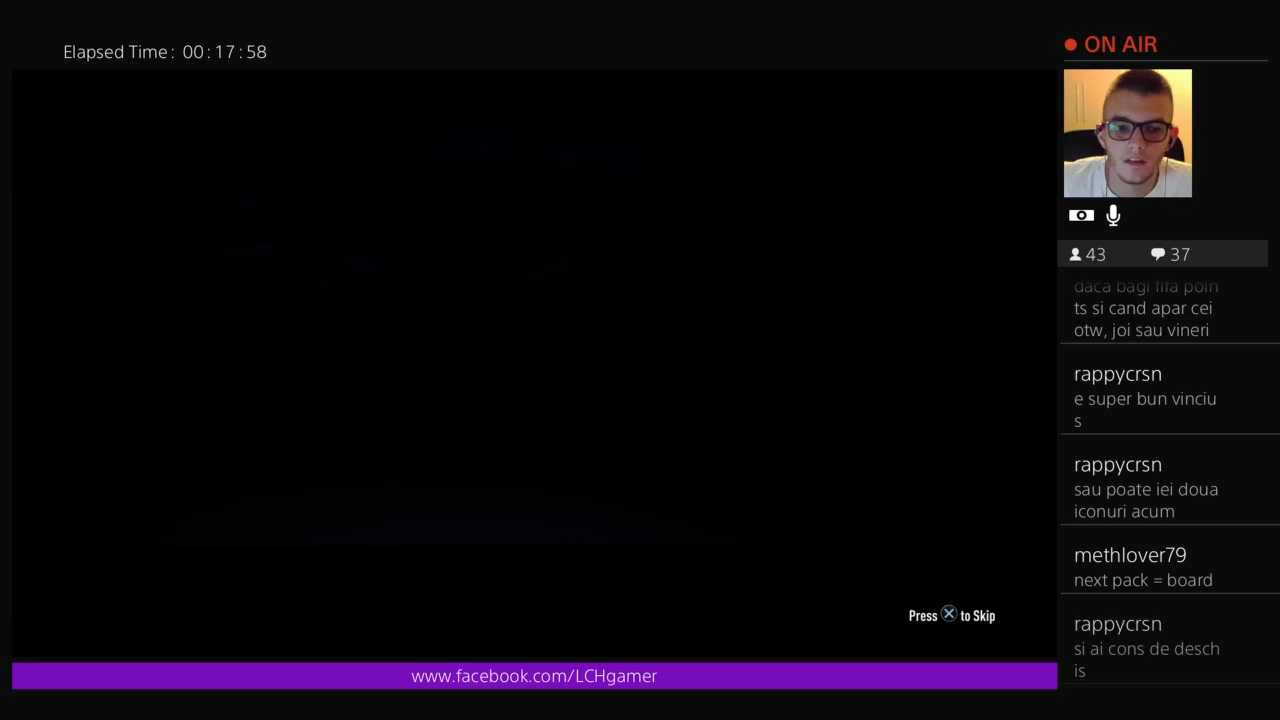 Elapsed Time: 00:17:58
ON AIR
43 37
daca bagi fifa poin
ts si cand apar cei
otw, joi sau vineri
rappycrsn
e super bun vinciu
s
rappycrsn
sau poate iei doua
iconuri acum
methlover79
next pack = board
rappycrsn
si ai cons de desch
is
Press to Skip
www.facebook.com/LCHgamer